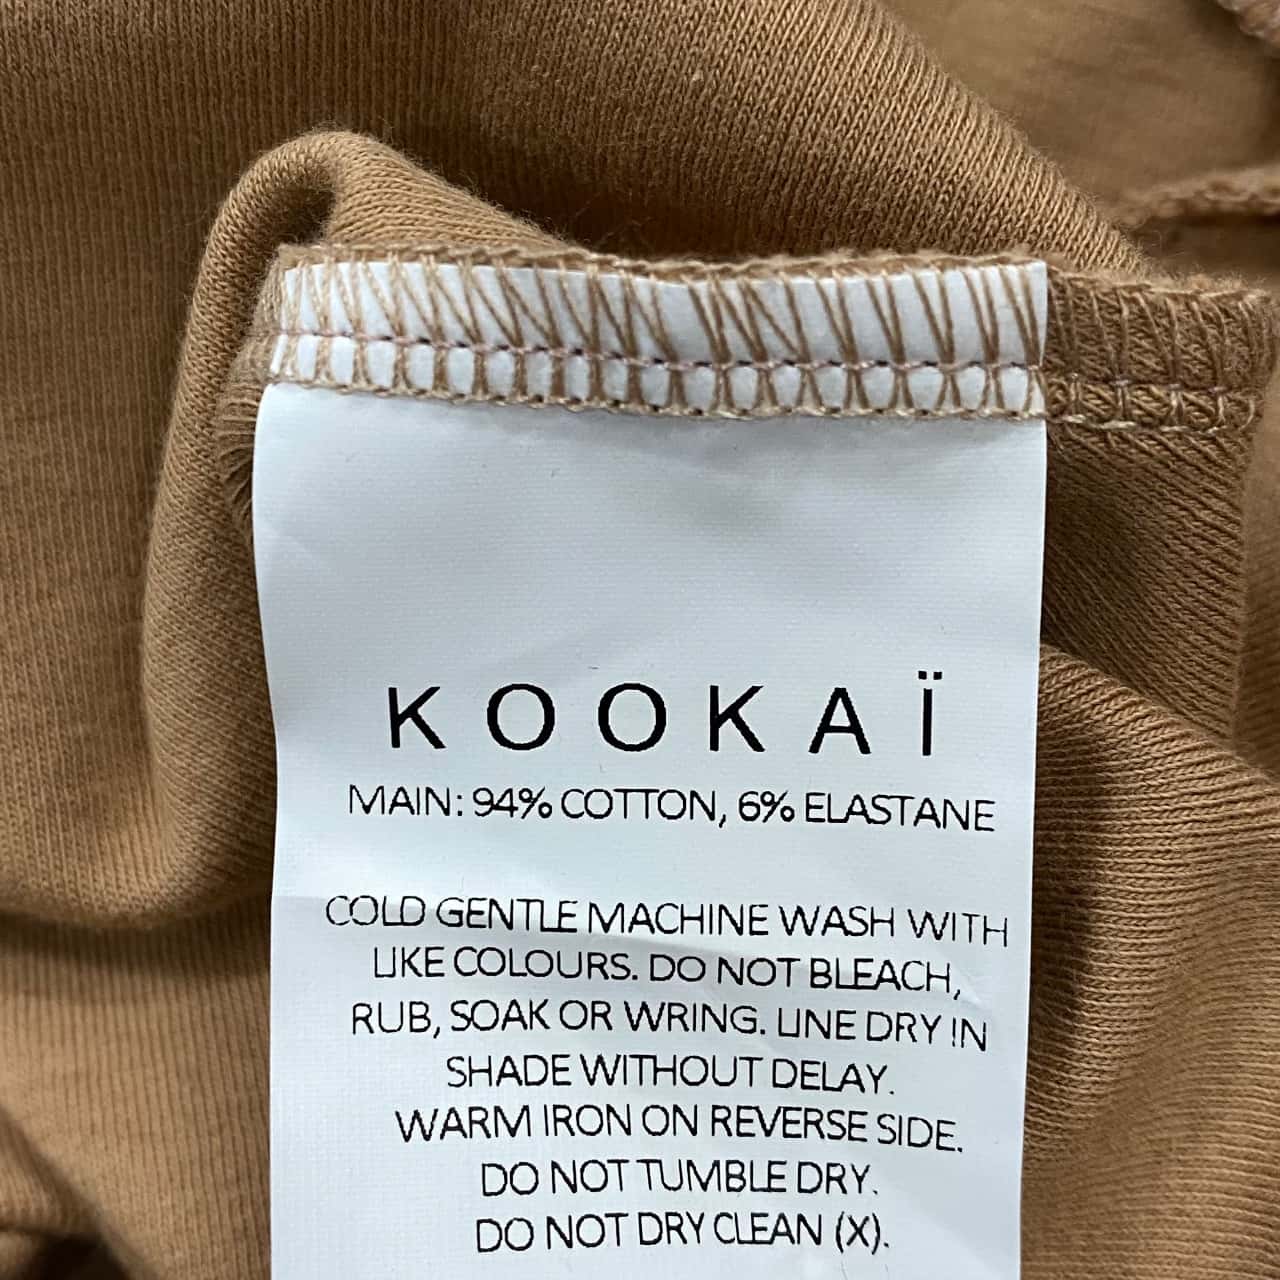 KOOKAÏ
MAIN: 94% COTTON, 6% ELASTANE
COLD GENTLE MACHINE WASH WITH
LIKE COLOURS. DO NOT BLEACH,
RUB, SOAK OR WRING. LINE DRY IN
SHADE WITHOUT DELAY.
WARM IRON ON REVERSE SIDE.
DO NOT TUMBLE DRY.
DO NOT DRY CLEAN (X).